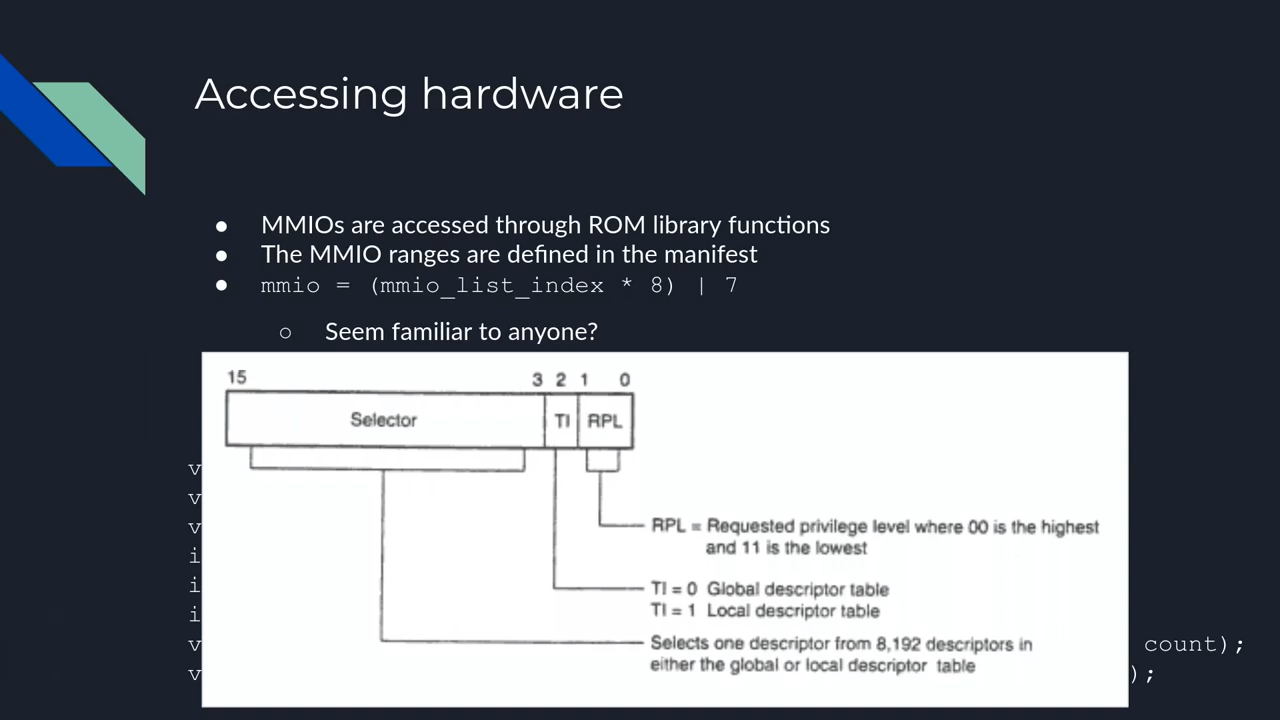 Accessing hardware
● MMIOs are accessed through ROM library functions
● The MMIO ranges are defined in the manifest
● mmio = (mmio_list_index * 8) | 7
○ Seem familiar to anyone?
15 3 2 1 0
Selector TI RPL
v
v
v
RPL = Requested privilege level where 00 is the highest
and 11 is the lowest
i
i
TI = 0 Global descriptor table
i
TI = 1 Local descriptor table
v
Selects one descriptor from 8,192 descriptors in
count);
either the global or local descriptor table
v
);